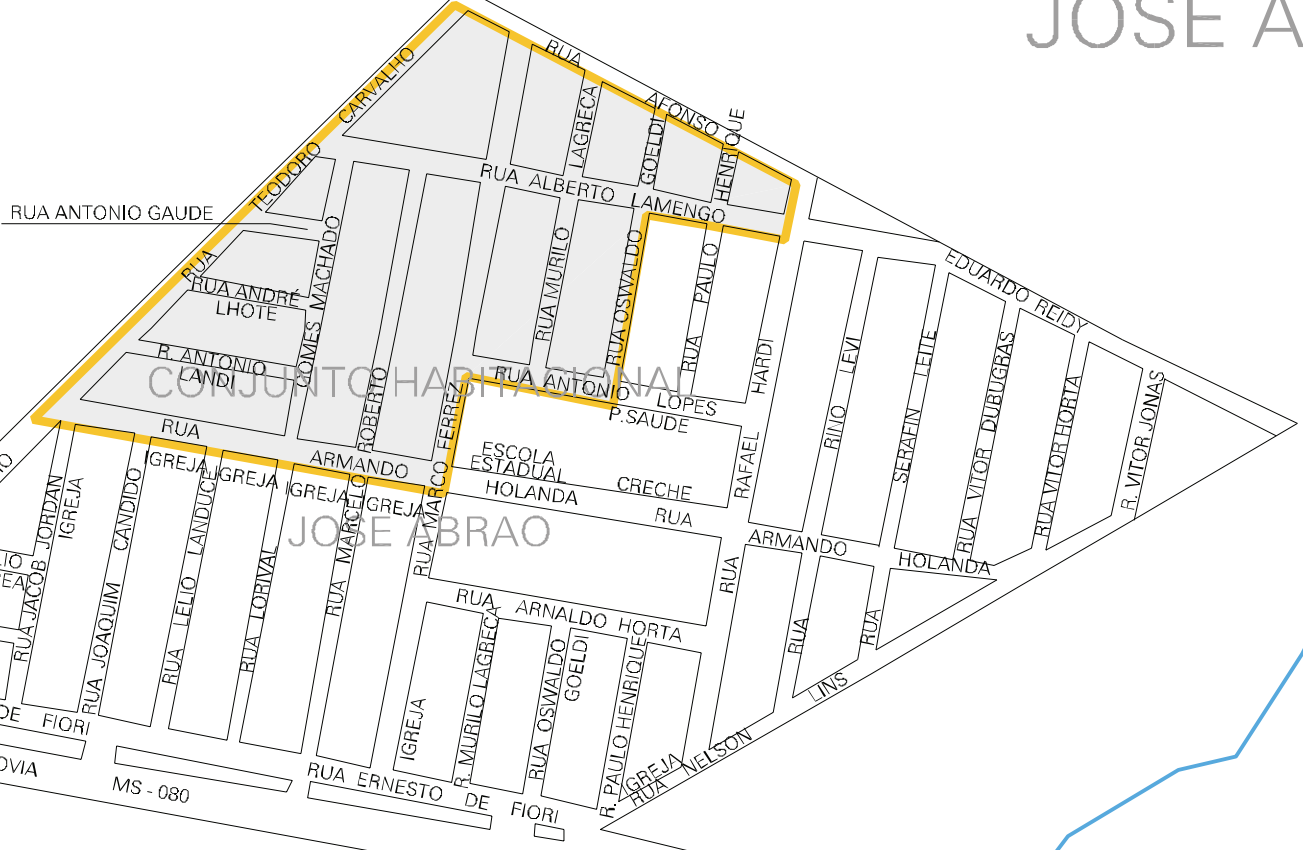 JOSE A
RUA AFONSO EDUARDO REIDY
RUA TEODORO CARVALHO
LAGRECA
GOELDI
HENRIQUE
RUA ALBERTO LAMENGO
RUA ANTONIO GAUDE
RUA ANDRÉ
LHOTE
R. ANTONIO
LANDI
GOMES MACHADO
ROBERTO
RUA MURILO
RUA OSWALDO
RUA PAULO
HARDI
RUA ANTONIO LOPES
P.SAUDE
CONJUNTO HABITACIONAL
JOSE ABRAO
RUA ARMANDO
HOLANDA
RUA ARMANDO HOLANDA
ESCOLA
ESTADUAL
CRECHE
RUA MARCO FERREZ
RUA RAFAEL
RUA RINO LEVI
RUA SERAFIN LEITE
RUA VITOR DUBUGRAS
RUA VITOR HORTA
R. VITOR JONAS
IGREJA
IGREJA
IGREJA
IGREJA
IGREJA
RUA JACOB JORDAN
RUA JOAQUIM CANDIDO
RUA LELIO LANDUCE
RUA LORIVAL
RUA MARCELO
RUA ARNALDO HORTA
IGREJA
R. MURILO LAGRECA
RUA OSWALDO
GOELDI
R. PAULO HENRIQUE
IGREJA
RUA NELSON LINS
DE FIORI
OVIA
MS - 080
RUA ERNESTO DE FIORI